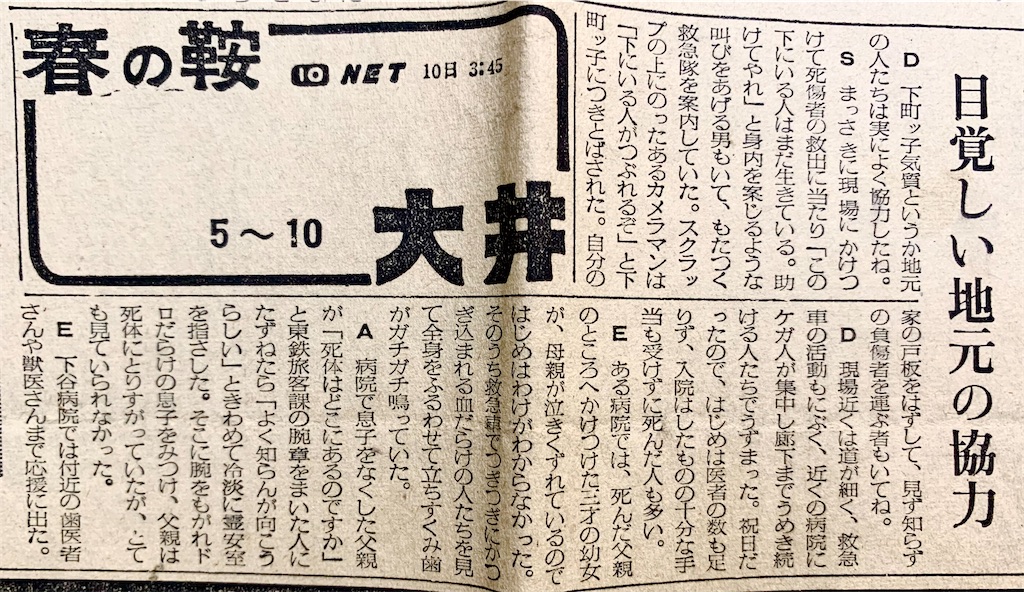 目覚しい地元の協力
D 下町ッ子気質というか地元
の人たちは実によく協力したね。
S まっさきに現場にかけつ
けて死傷者の救出に当たり「この
下にいる人はまだ生きている。助
けてやれ」と身内を案じるような
叫びをあげる男もいて、もたつく
救急隊を案内していた。スクラッ
プの上にのったあるカメラマンは
「下にいる人がつぶれるぞ」と下
町ッ子につきとばされた。自分の
家の戸板をはずして、見ず知らず
の負傷者を運ぶ者もいてね。
D 現場近くは道が細く、救急
車の活動もにぶく、近くの病院に
ケガ人が集中し廊下までうめき続
ける人たちでうずまった。祝日だ
ったので、はじめは医者の数も足
りず、入院はしたものの十分な手
当も受けずに死んだ人も多い。
E ある病院では、死んだ父親
のところへかけつけた三才の幼女
が、母親が泣きくずれているので
はじめはわけがわからなかった。
そのうち救急車でつぎつぎにかつ
ぎ込まれる血だらけの人たちを見
て全身をふるわせて立ちすくみ歯
がガチガチ鳴っていた。
A 病院で息子をなくした父親
が「死体はどこにあるのですか」
と東鉄旅客課の腕章をまいた人に
たずねたら「よく知らんが向こう
らしい」ときわめて冷淡に霊安室
を指さした。そこに腕をもがれド
ロだらけの息子をみつけ、父親は
死体にとりすがっていたが、とて
も見ていられなかった。
E 下谷病院では付近の歯医者
さんや獣医さんまで応援に出た。
春の鞍
10 NET 10日 3:45
5～10
大井